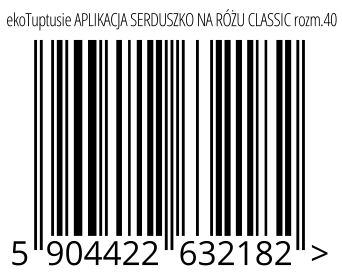 ekoTuptusie APLIKACJA SERDUSZKO NA RÓŻU CLASSIC rozm.40
5 904422 632182 >